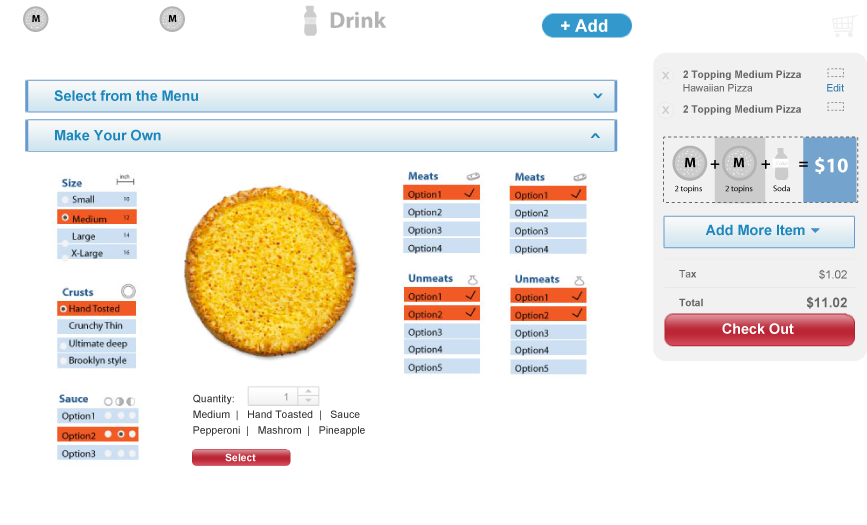 M
M
Drink
+ Add
Select from the Menu
Make Your Own
Size
inch
Small 10
Medium 12
Large 14
X-Large 16
Crusts
Hand Tosted
Crunchy Thin
Ultimate deep
Brooklyn style
Sauce
Option1
Option2
Option3
Quantity: 1
Medium | Hand Toasted | Sauce
Pepperoni | Mashrom | Pineapple
Select
Meats
Option1
Option2
Option3
Option4
Meats
Option1
Option2
Option3
Option4
Unmeats
Option1
Option2
Option3
Option4
Option5
Unmeats
Option1
Option2
Option3
Option4
Option5
x 2 Topping Medium Pizza
Hawaiian Pizza Edit
x 2 Topping Medium Pizza
M + M + = $10
2 topins 2 topins Soda
Add More Item
Tax $1.02
Total $11.02
Check Out